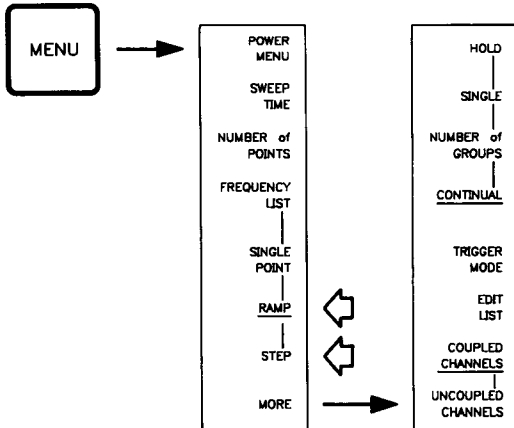 MENU
POWER
MENU
SWEEP
TIME
NUMBER of
POINTS
FREQUENCY
LIST
SINGLE
POINT
RAMP
STEP
MORE
HOLD
SINGLE
NUMBER of
GROUPS
CONTINUAL
TRIGGER
MODE
EDIT
LIST
COUPLED
CHANNELS
UNCOUPLED
CHANNELS